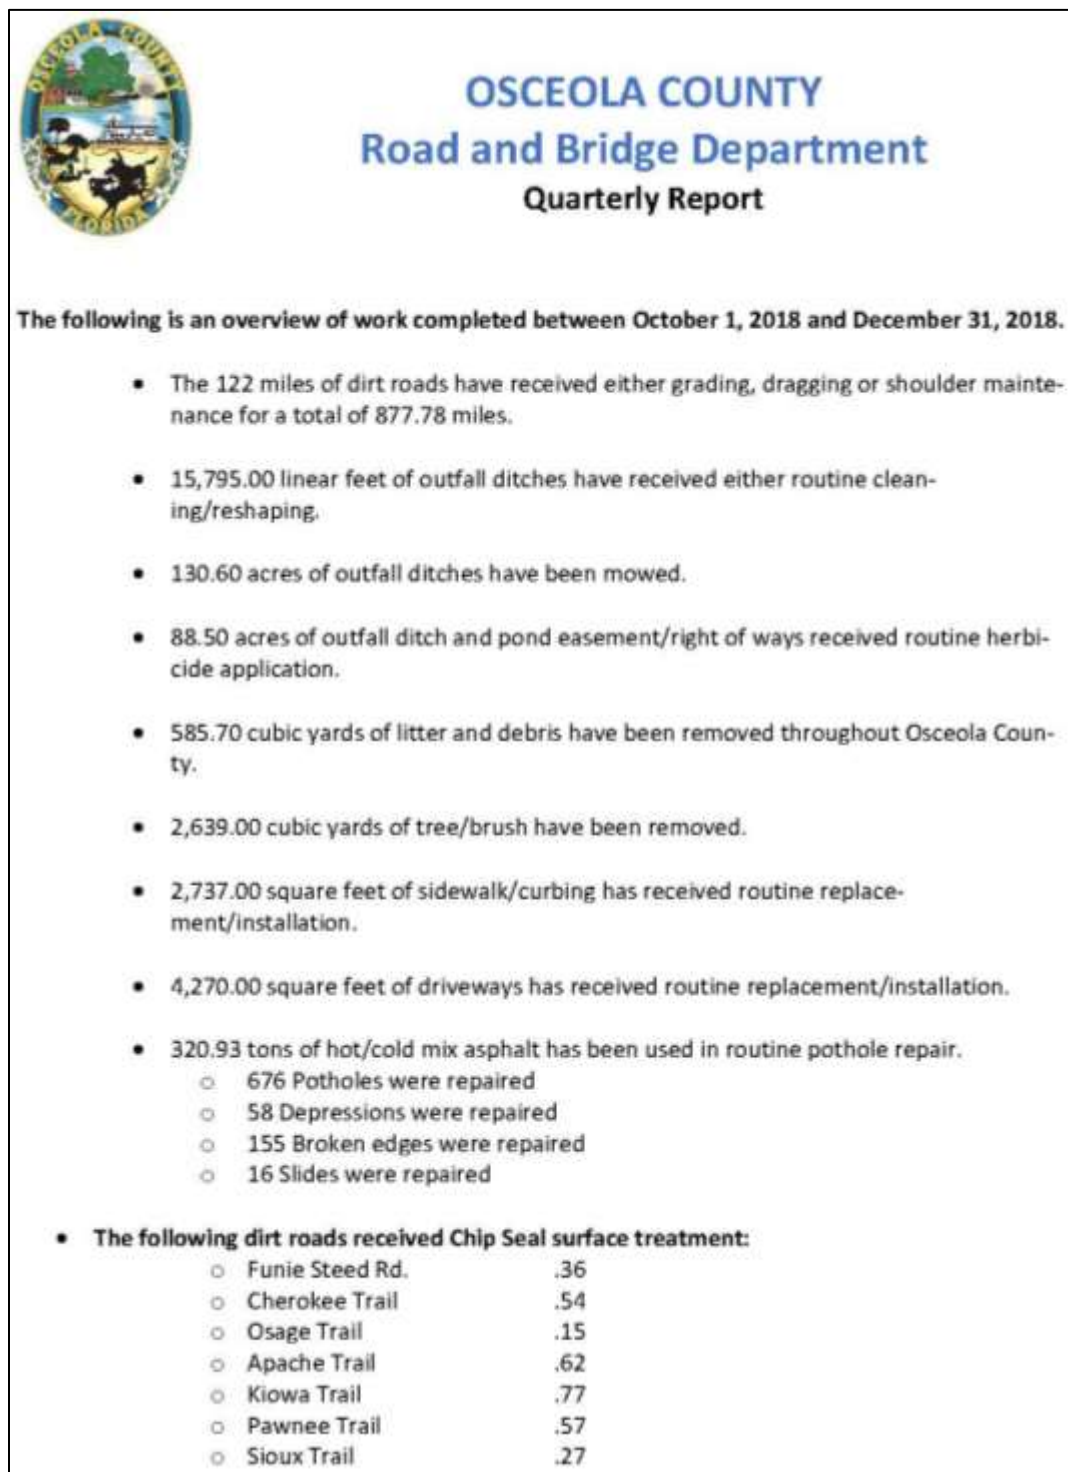 OSCEOLA COUNTY
FLORIDA
OSCEOLA COUNTY
Road and Bridge Department
Quarterly Report
The following is an overview of work completed between October 1, 2018 and December 31, 2018.
• The 122 miles of dirt roads have received either grading, dragging or shoulder mainte-
nance for a total of 877.78 miles.
• 15,795.00 linear feet of outfall ditches have received either routine clean-
ing/reshaping.
• 130.60 acres of outfall ditches have been mowed.
• 88.50 acres of outfall ditch and pond easement/right of ways received routine herbi-
cide application.
• 585.70 cubic yards of litter and debris have been removed throughout Osceola Coun-
ty.
• 2,639.00 cubic yards of tree/brush have been removed.
• 2,737.00 square feet of sidewalk/curbing has received routine replace-
ment/installation.
• 4,270.00 square feet of driveways has received routine replacement/installation.
• 320.93 tons of hot/cold mix asphalt has been used in routine pothole repair.
○ 676 Potholes were repaired
○ 58 Depressions were repaired
○ 155 Broken edges were repaired
○ 16 Slides were repaired
• The following dirt roads received Chip Seal surface treatment:
○ Funie Steed Rd. .36
○ Cherokee Trail .54
○ Osage Trail .15
○ Apache Trail .62
○ Kiowa Trail .77
○ Pawnee Trail .57
○ Sioux Trail .27